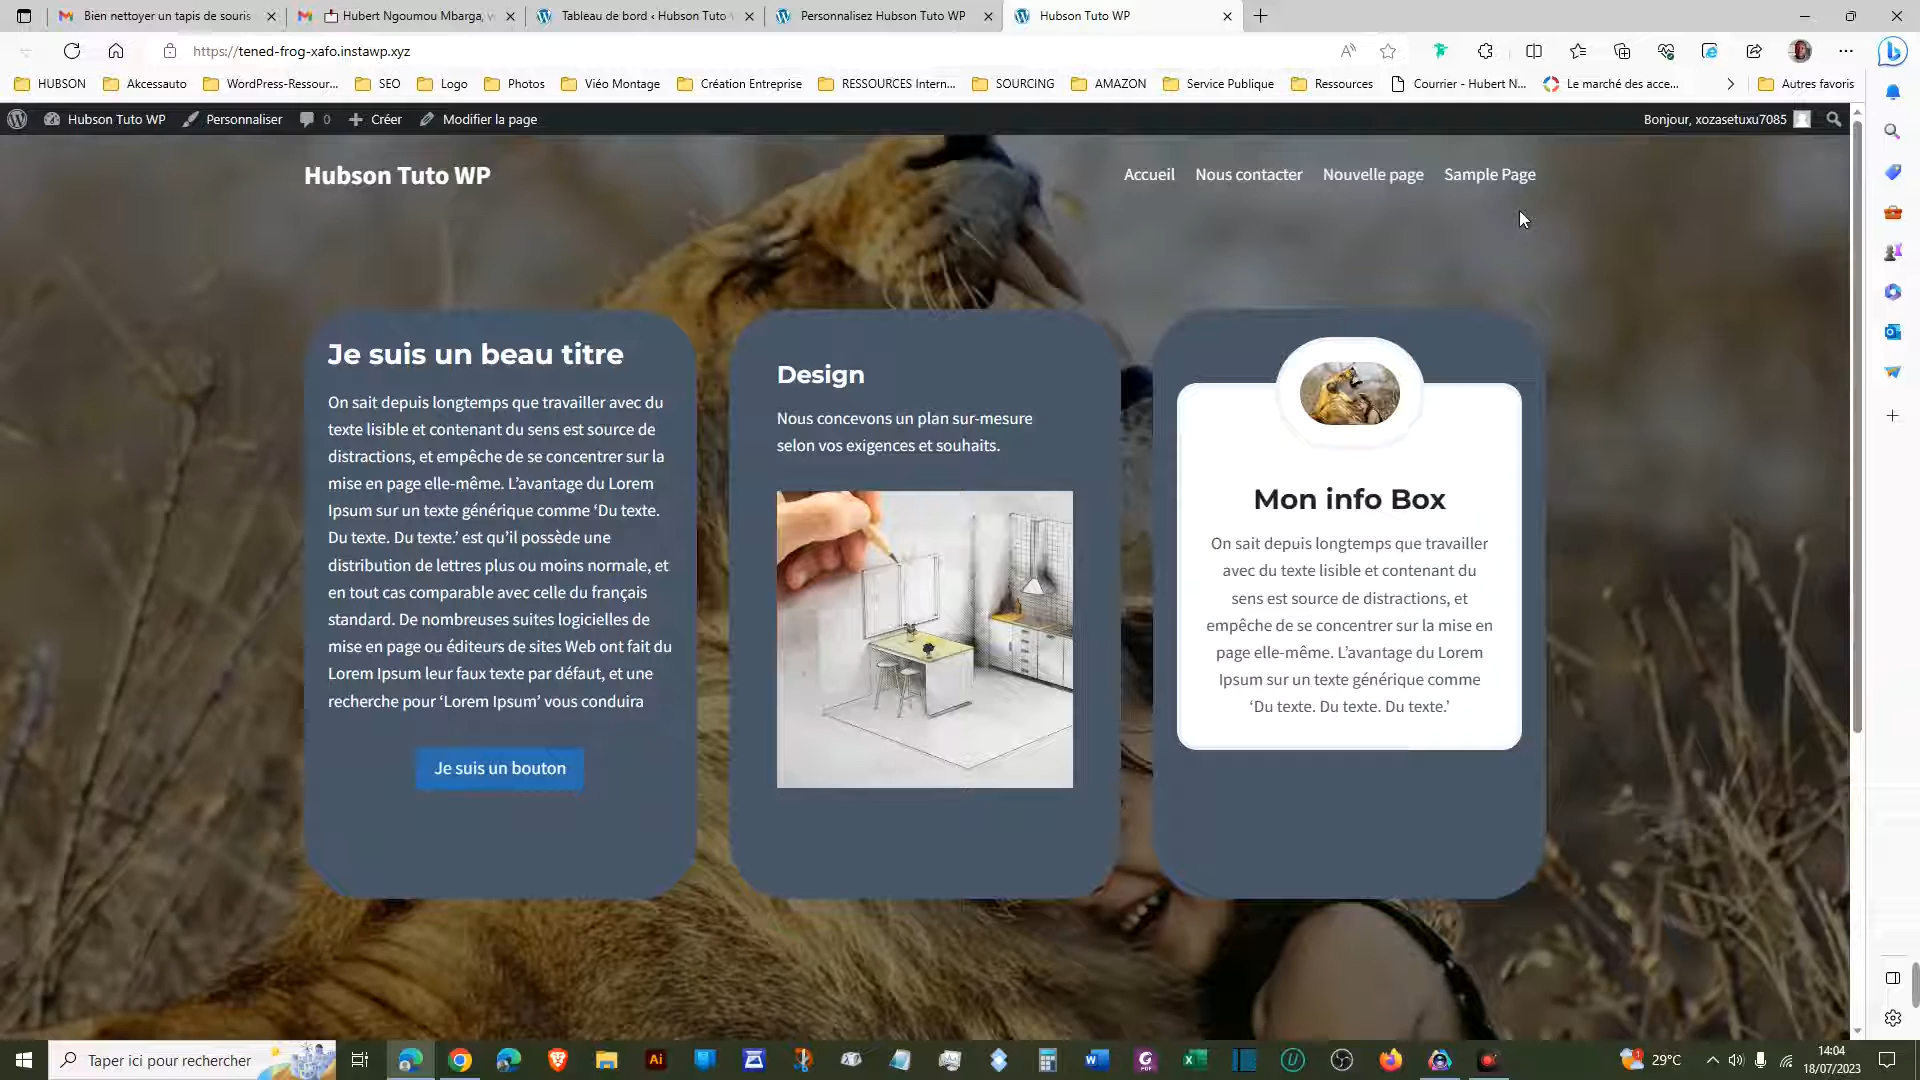 Bien nettoyer un tapis de souris
Hubert Ngoumou Mbarga, v
Tableau de bord ‹ Hubson Tuto W
Personnalisez Hubson Tuto WP
Hubson Tuto WP
https://tened-frog-xafo.instawp.xyz
HUBSON
Akcessauto
WordPress-Ressour...
SEO
Logo
Photos
Viéo Montage
Création Entreprise
RESSOURCES Intern...
SOURCING
AMAZON
Service Publique
Ressources
Courrier - Hubert N...
Le marché des acce...
Autres favoris
Hubson Tuto WP
Personnaliser
0
Créer
Modifier la page
Bonjour, xozasetuxu7085
Hubson Tuto WP
Accueil
Nous contacter
Nouvelle page
Sample Page
Je suis un beau titre
On sait depuis longtemps que travailler avec du
texte lisible et contenant du sens est source de
distractions, et empêche de se concentrer sur la
mise en page elle-même. L’avantage du Lorem
Ipsum sur un texte générique comme ‘Du texte.
Du texte. Du texte.’ est qu’il possède une
distribution de lettres plus ou moins normale, et
en tout cas comparable avec celle du français
standard. De nombreuses suites logicielles de
mise en page ou éditeurs de sites Web ont fait du
Lorem Ipsum leur faux texte par défaut, et une
recherche pour ‘Lorem Ipsum’ vous conduira
Je suis un bouton
Design
Nous concevons un plan sur-mesure
selon vos exigences et souhaits.
Mon info Box
On sait depuis longtemps que travailler
avec du texte lisible et contenant du
sens est source de distractions, et
empêche de se concentrer sur la mise en
page elle-même. L’avantage du Lorem
Ipsum sur un texte générique comme
‘Du texte. Du texte. Du texte.’
Taper ici pour rechercher
29°C
14:04
18/07/2023